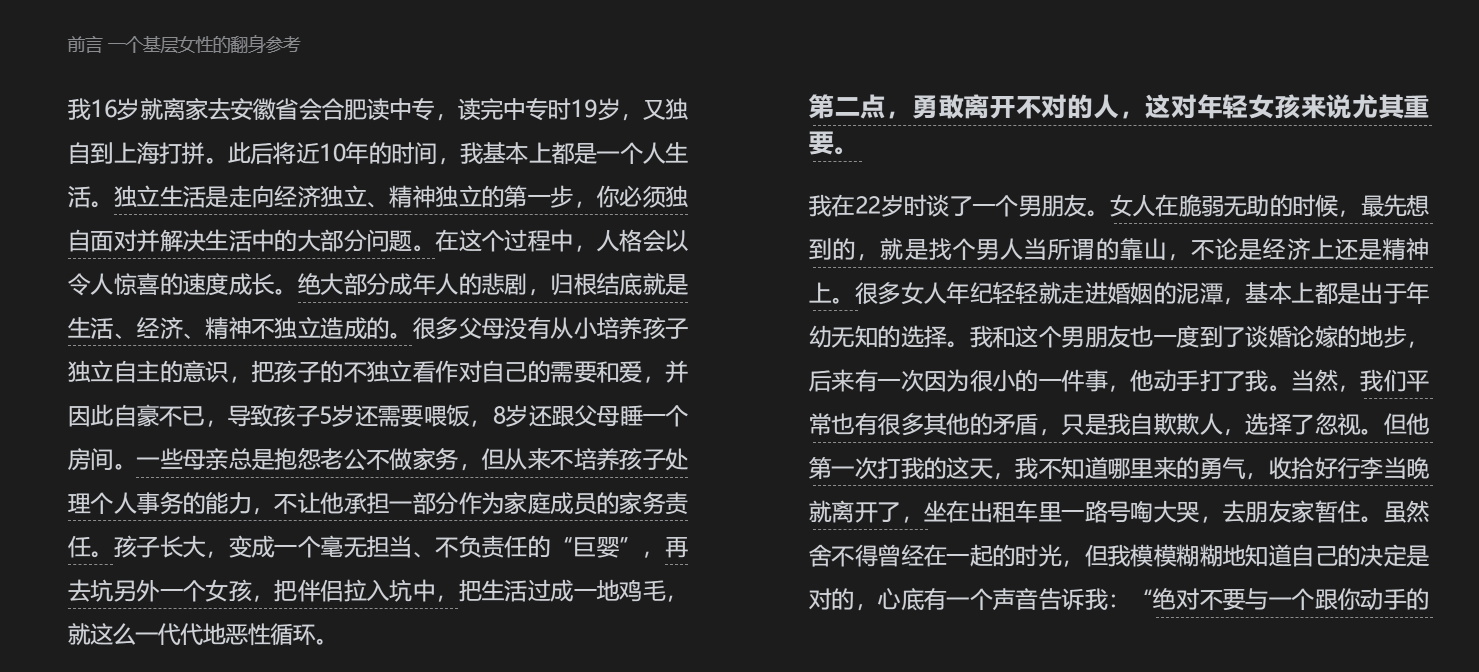 前言 一个基层女性的翻身参考
我16岁就离家去安徽省会合肥读中专，读完中专时19岁，又独
自到上海打拼。此后将近10年的时间，我基本上都是一个人生
活。独立生活是走向经济独立、精神独立的第一步，你必须独
自面对并解决生活中的大部分问题。在这个过程中，人格会以
令人惊喜的速度成长。绝大部分成年人的悲剧，归根结底就是
生活、经济、精神不独立造成的。很多父母没有从小培养孩子
独立自主的意识，把孩子的不独立看作对自己的需要和爱，并
因此自豪不已，导致孩子5岁还需要喂饭，8岁还跟父母睡一个
房间。一些母亲总是抱怨老公不做家务，但从来不培养孩子处
理个人事务的能力，不让他承担一部分作为家庭成员的家务责
任。孩子长大，变成一个毫无担当、不负责任的“巨婴”，再
去坑另外一个女孩，把伴侣拉入坑中，把生活过成一地鸡毛，
就这么一代代地恶性循环。
第二点，勇敢离开不对的人，这对年轻女孩来说尤其重
要。
我在22岁时谈了一个男朋友。女人在脆弱无助的时候，最先想
到的，就是找个男人当所谓的靠山，不论是经济上还是精神
上。很多女人年纪轻轻就走进婚姻的泥潭，基本上都是出于年
幼无知的选择。我和这个男朋友也一度到了谈婚论嫁的地步，
后来有一次因为很小的一件事，他动手打了我。当然，我们平
常也有很多其他的矛盾，只是我自欺欺人，选择了忽视。但他
第一次打我的这天，我不知道哪里来的勇气，收拾好行李当晚
就离开了，坐在出租车里一路号啕大哭，去朋友家暂住。虽然
舍不得曾经在一起的时光，但我模模糊糊地知道自己的决定是
对的，心底有一个声音告诉我：“绝对不要与一个跟你动手的